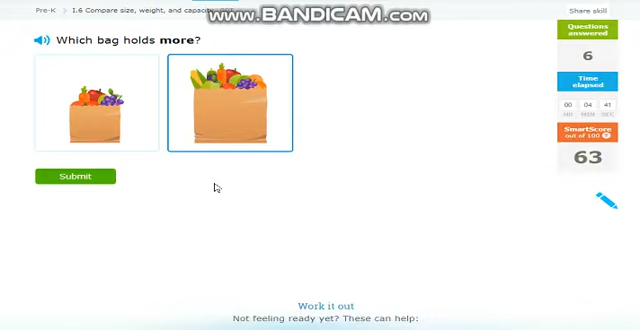 www.BANDICAM.com
Pre-K > I.6 Compare size, weight, and capacity
Share skill
Which bag holds more?
Questions answered
6
Time elapsed
00 04 41
HR MIN SEC
SmartScore
out of 100 ?
63
Submit
Work it out
Not feeling ready yet? These can help: